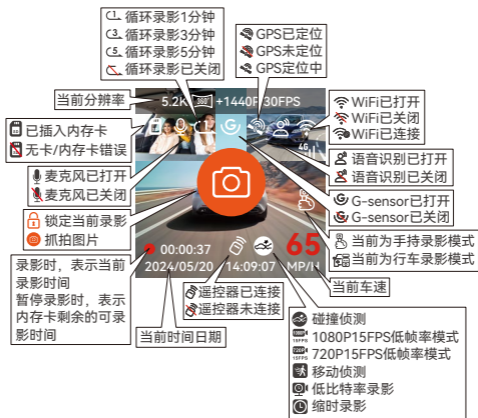 循环录影1分钟
循环录影3分钟
循环录影5分钟
循环录影已关闭
GPS已定位
GPS未定位
GPS定位中
当前分辨率
5.2K 360° +1440P 30FPS
WiFi已打开
WiFi已关闭
WiFi已连接
已插入内存卡
无卡/内存卡错误
4G
语音识别已打开
语音识别已关闭
麦克风已打开
麦克风已关闭
G-sensor已打开
G-sensor已关闭
锁定当前录影
抓拍图片
当前为手持录影模式
当前为行车录影模式
录影时，表示当前
录影时间
暂停录影时，表示
内存卡剩余的可录
影时间
00:00:37
2024/05/20 14:09:07
65
MP/H
当前车速
遥控器已连接
遥控器未连接
当前时间日期
碰撞侦测
1080P 15FPS 1080P15FPS低帧率模式
720P 15FPS 720P15FPS低帧率模式
移动侦测
低比特率录影
缩时录影